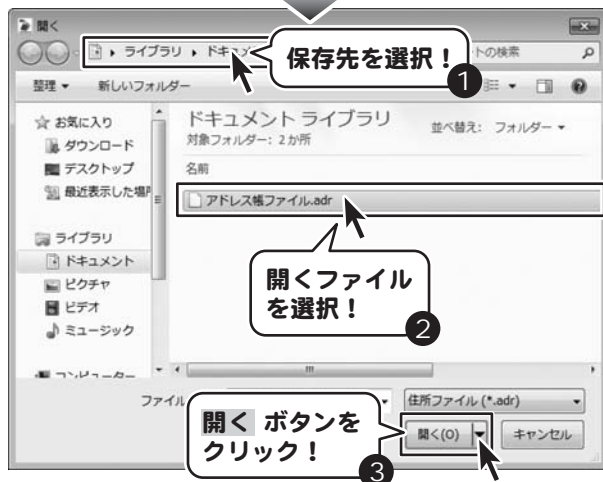 開く
ライブラリ ▸ ドキュメ
トの検索
保存先を選択！
1
整理 ▼ 新しいフォルダー
お気に入り
ダウンロード
デスクトップ
最近表示した場所
ライブラリ
ドキュメント
ピクチャ
ビデオ
ミュージック
コンピューター
ドキュメント ライブラリ
対象フォルダー: 2か所
並べ替え: フォルダー ▼
名前
アドレス帳ファイル.adr
開くファイル
を選択！
2
ファイル
住所ファイル (*.adr)
開く ボタンを
クリック！
3
開く(O)
キャンセル